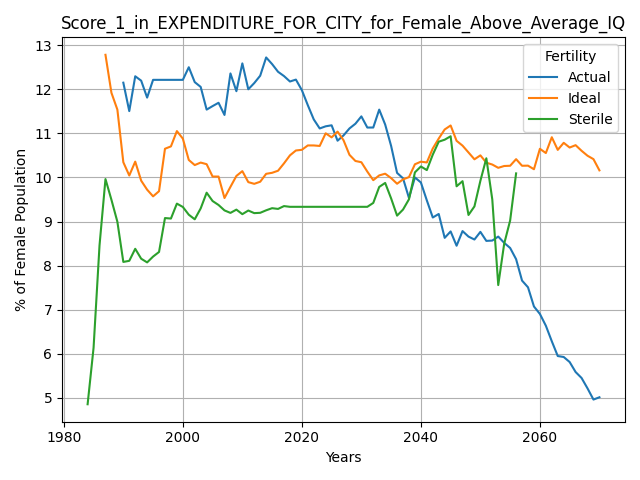 Score_1_in_EXPENDITURE_FOR_CITY_for_Female_Above_Average_IQ
Fertility
Actual
Ideal
Sterile
% of Female Population
13
12
11
10
9
8
7
6
5
1980
2000
2020
2040
2060
Years